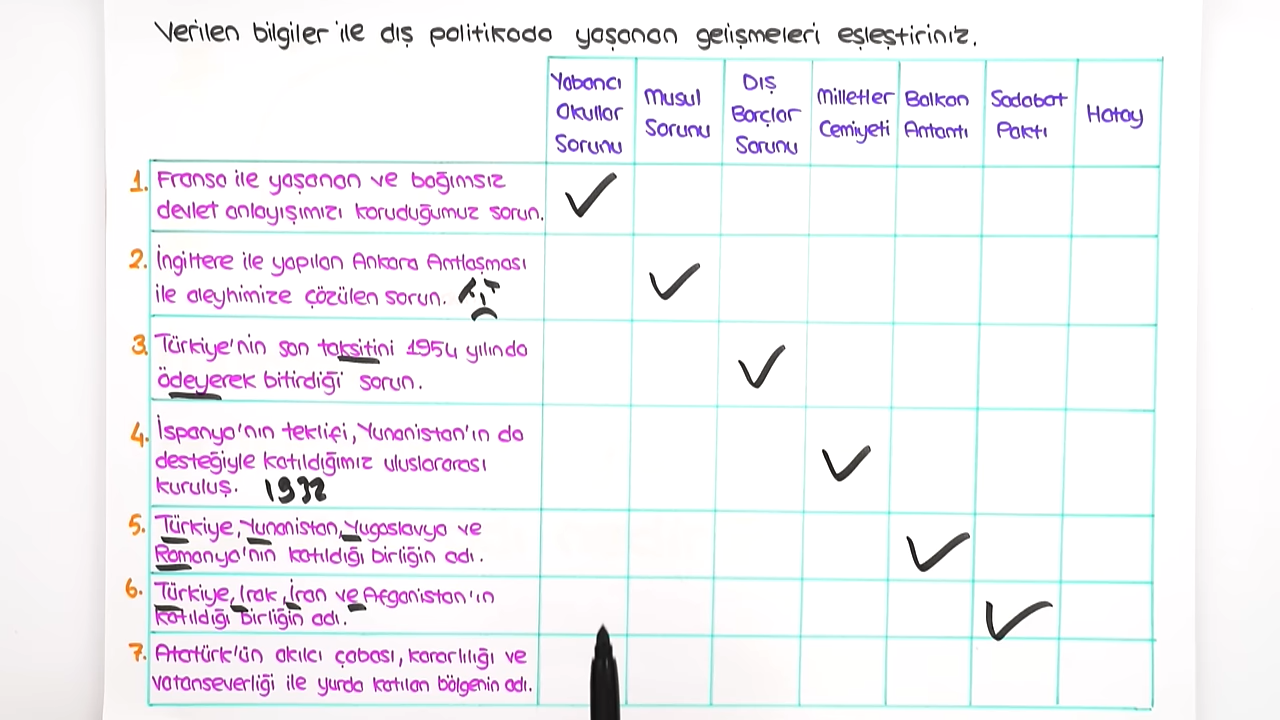 Verilen bilgiler ile dış politikada yaşanan gelişmeleri eşleştiriniz.
Yabancı
Okullar
Sorunu
Musul
Sorunu
Dış
Borçlar
Sorunu
Milletler
Cemiyeti
Balkan
Antantı
Sadabat
Paktı
Hatay
1. Fransa ile yaşanan ve bağımsız
devlet anlayışımızı koruduğumuz sorun.
2. İngiltere ile yapılan Ankara Antlaşması
ile aleyhimize çözülen sorun.
3. Türkiye'nin son taksitini 1954 yılında
ödeyerek bitirdiği sorun.
4. İspanya'nın teklifi, Yunanistan'ın da
desteğiyle katıldığımız uluslararası
kuruluş. 1932
5. Türkiye, Yunanistan, Yugoslavya ve
Romanya'nın katıldığı birliğin adı.
6. Türkiye, Irak, İran ve Afganistan'ın
katıldığı birliğin adı.
7. Atatürk'ün akılcı çabası, kararlılığı ve
vatanseverliği ile yurda katılan bölgenin adı.